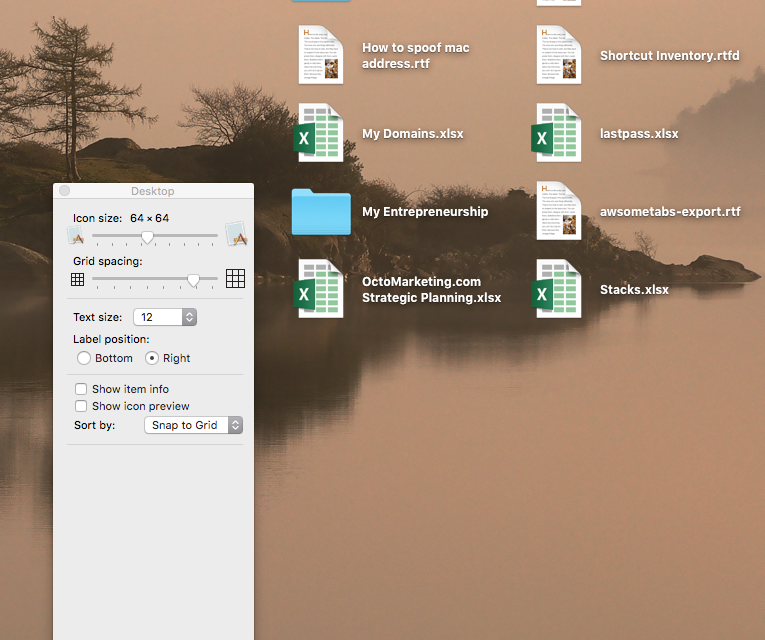 How to spoof mac
address.rtf
Shortcut Inventory.rtfd
My Domains.xlsx
lastpass.xlsx
My Entrepreneurship
awsometabs-export.rtf
OctoMarketing.com
Strategic Planning.xlsx
Stacks.xlsx
Desktop
Icon size: 64 × 64
Grid spacing:
Text size: 12
Label position:
Bottom Right
Show item info
Show icon preview
Sort by: Snap to Grid